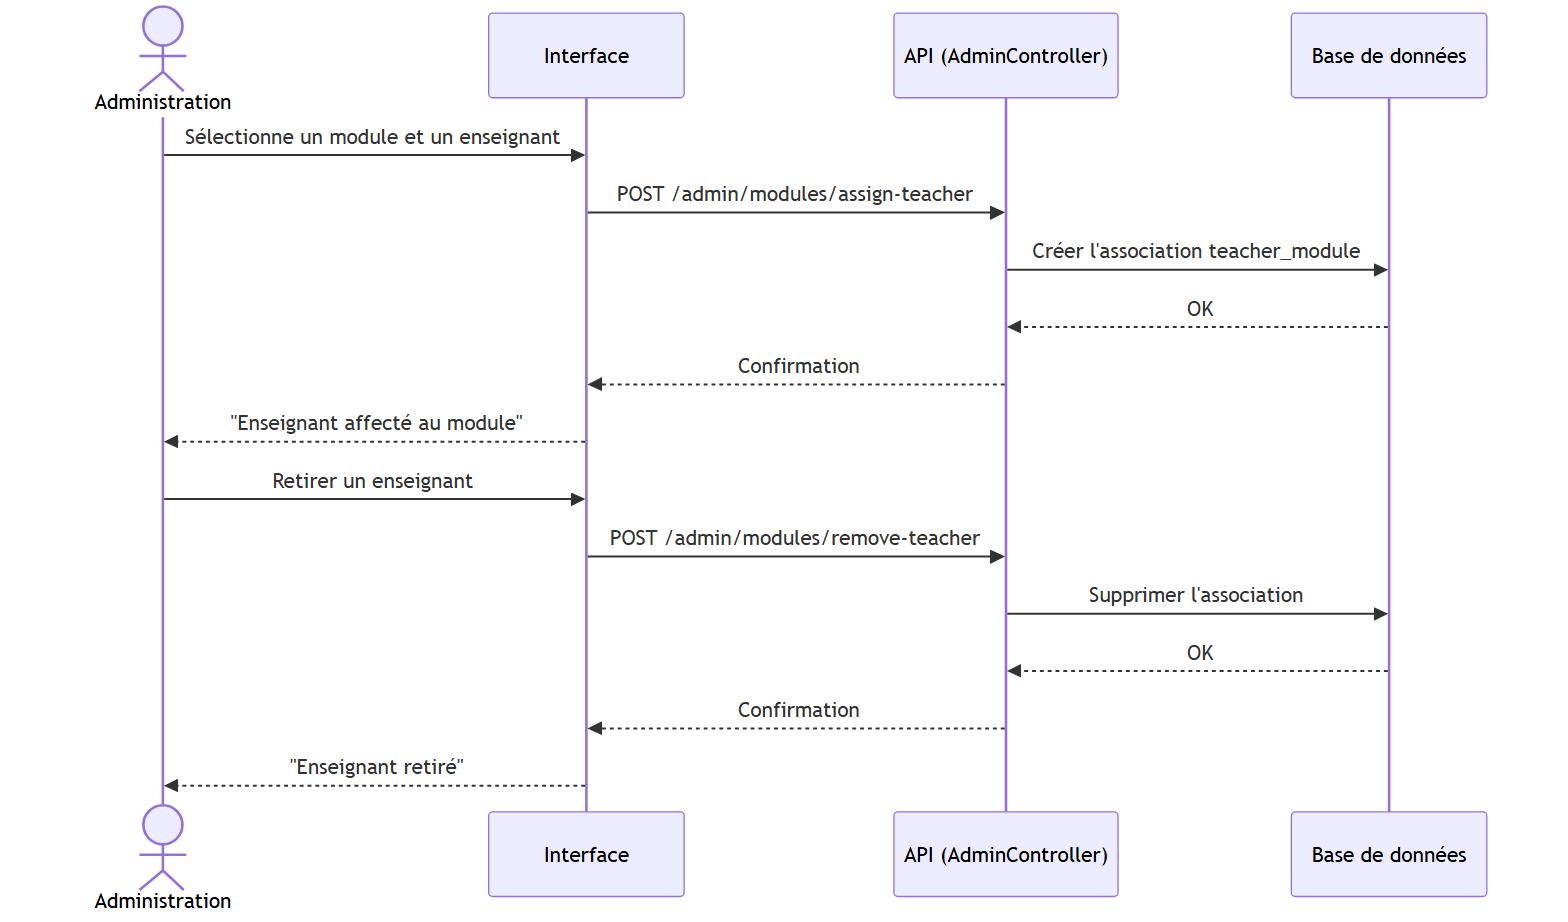 Administration
Interface
API (AdminController)
Base de données
Sélectionne un module et un enseignant
POST /admin/modules/assign-teacher
Créer l'association teacher_module
OK
Confirmation
"Enseignant affecté au module"
Retirer un enseignant
POST /admin/modules/remove-teacher
Supprimer l'association
OK
Confirmation
"Enseignant retiré"
Administration
Interface
API (AdminController)
Base de données